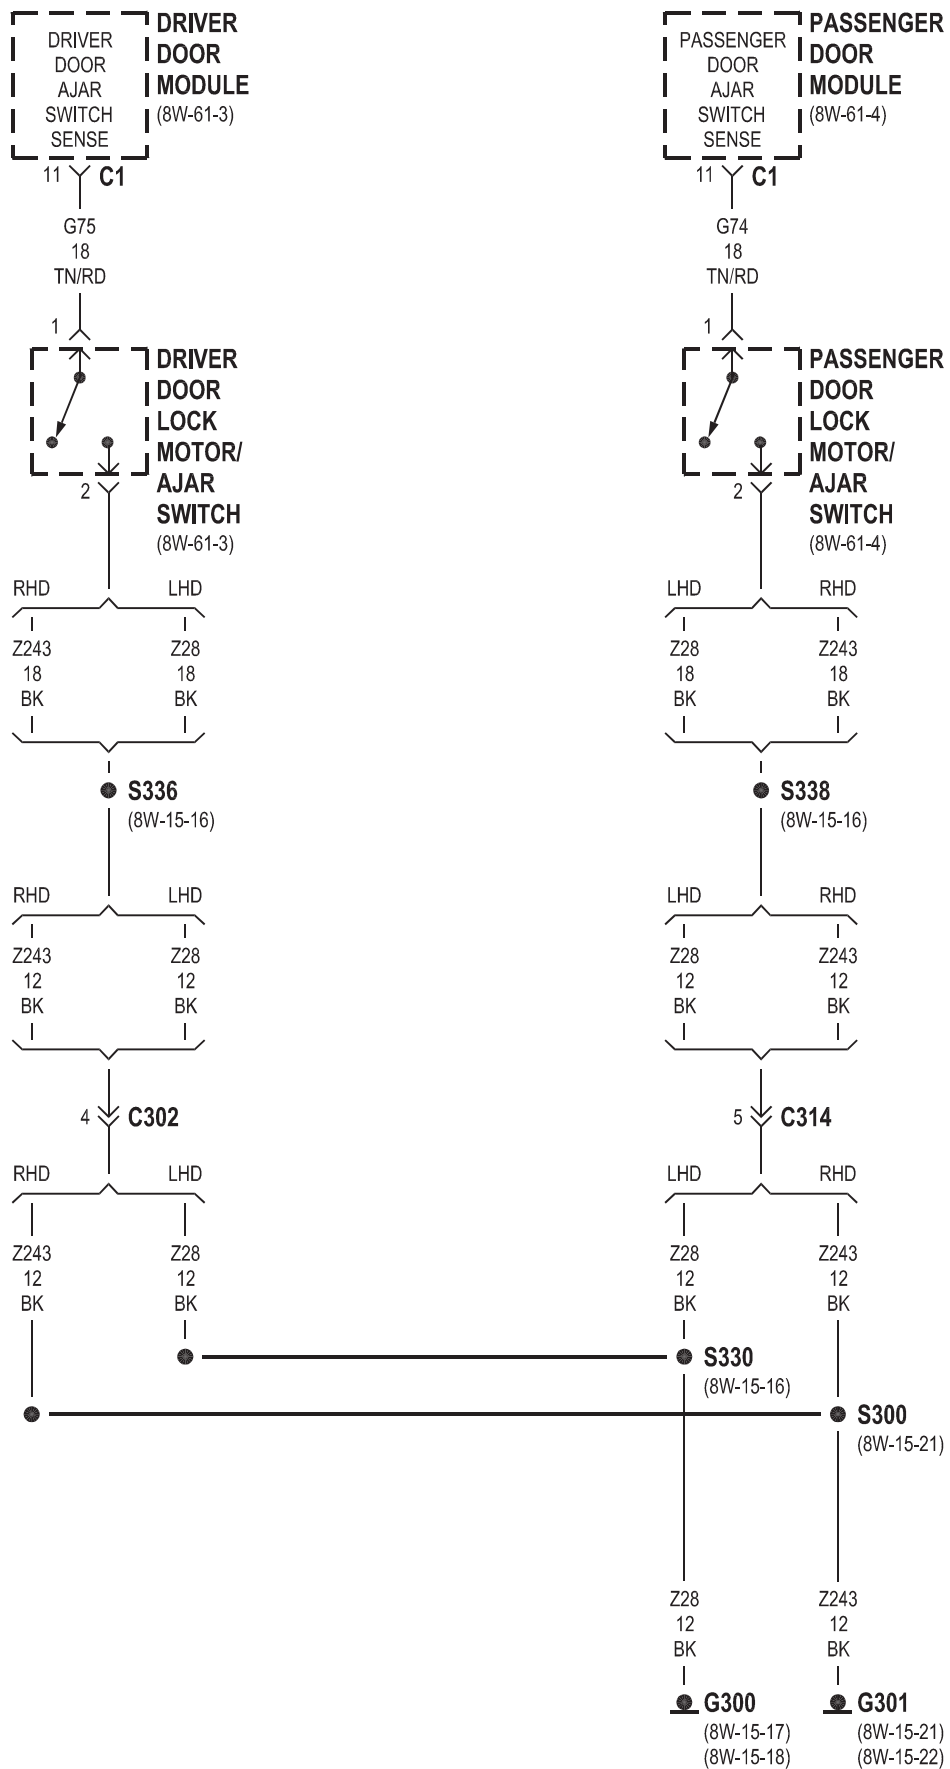 DRIVER
DOOR
AJAR
SWITCH
SENSE
DRIVER
DOOR
MODULE
(8W-61-3)
PASSENGER
DOOR
AJAR
SWITCH
SENSE
PASSENGER
DOOR
MODULE
(8W-61-4)
11 C1
11 C1
G75
18
TN/RD
G74
18
TN/RD
1
1
DRIVER
DOOR
LOCK
MOTOR/
AJAR
SWITCH
(8W-61-3)
2
PASSENGER
DOOR
LOCK
MOTOR/
AJAR
SWITCH
(8W-61-4)
2
RHD LHD
LHD RHD
Z243
18
BK
Z28
18
BK
Z28
18
BK
Z243
18
BK
S336
(8W-15-16)
S338
(8W-15-16)
RHD LHD
LHD RHD
Z243
12
BK
Z28
12
BK
Z28
12
BK
Z243
12
BK
4 C302
5 C314
RHD LHD
LHD RHD
Z243
12
BK
Z28
12
BK
Z28
12
BK
Z243
12
BK
S330
(8W-15-16)
S300
(8W-15-21)
Z28
12
BK
Z243
12
BK
G300
(8W-15-17)
(8W-15-18)
G301
(8W-15-21)
(8W-15-22)